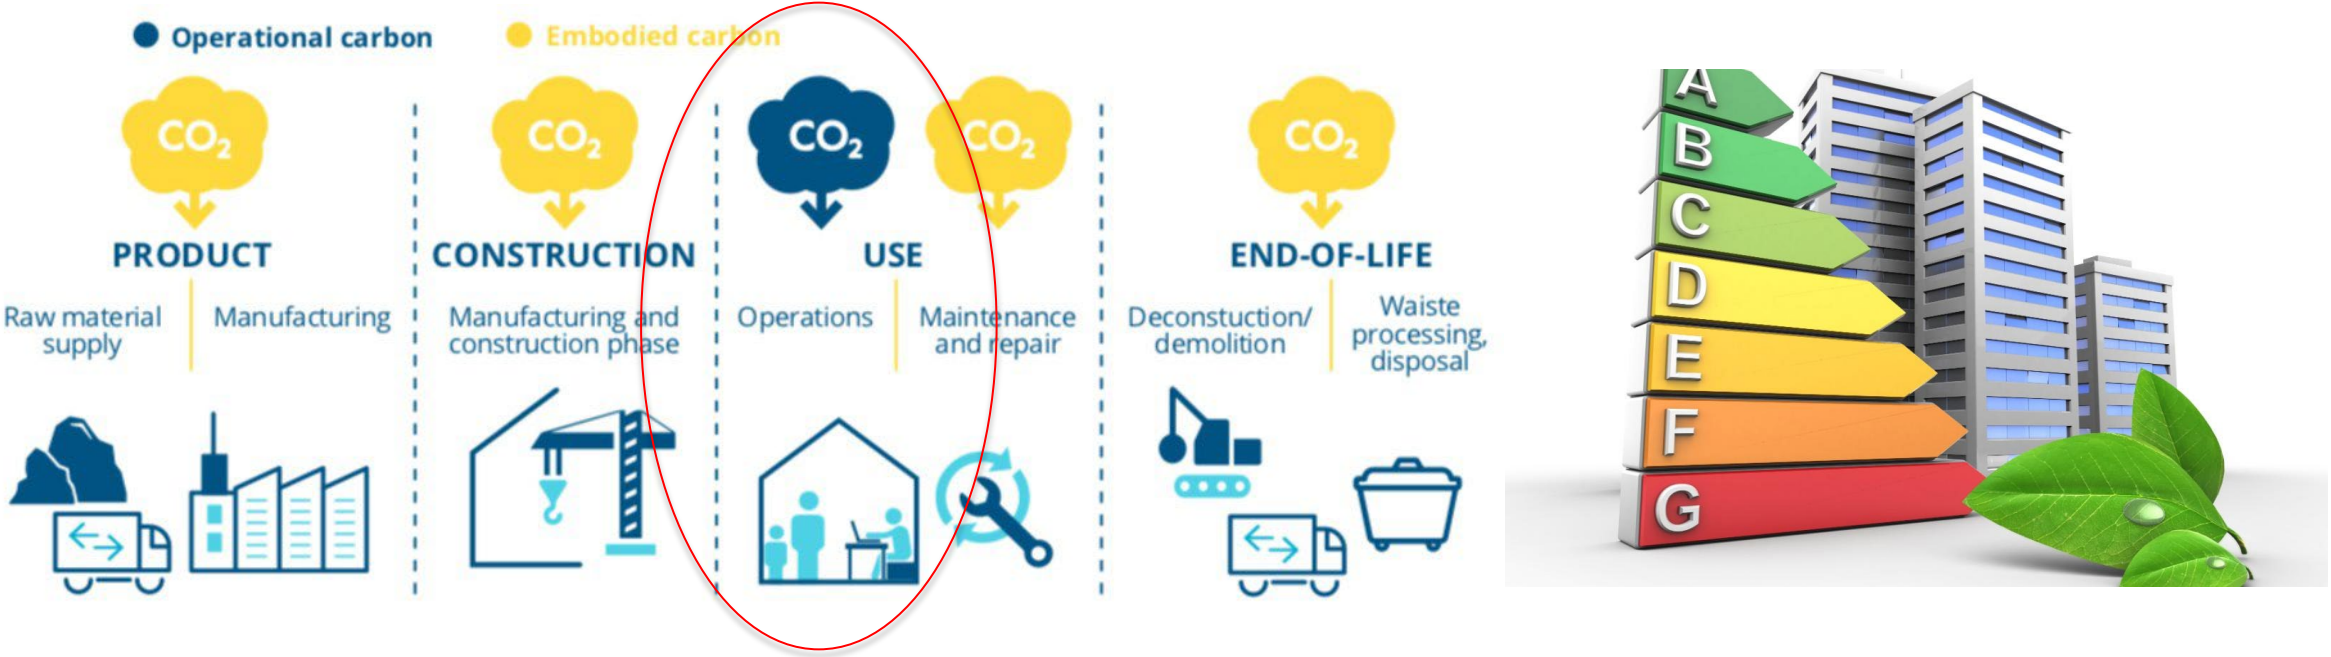 Operational carbon
Embodied carbon
CO2
CO2
CO2
CO2
CO2
PRODUCT
CONSTRUCTION
USE
END-OF-LIFE
Raw material
supply
Manufacturing
Manufacturing and
construction phase
Operations
Maintenance
and repair
Deconstuction/
demolition
Waiste
processing,
disposal
A
B
C
D
E
F
G